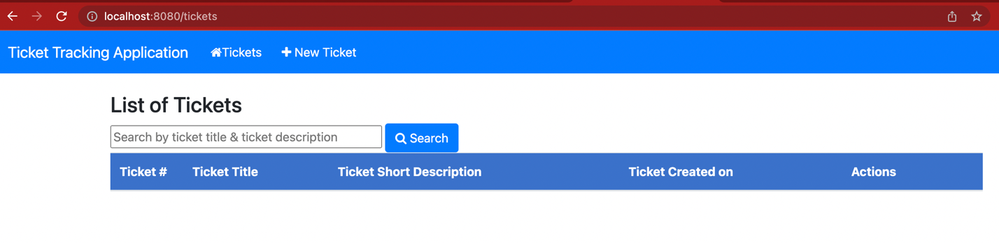 localhost:8080/tickets
Ticket Tracking Application Tickets New Ticket
List of Tickets
Search by ticket title & ticket description Search
Ticket # Ticket Title Ticket Short Description Ticket Created on Actions